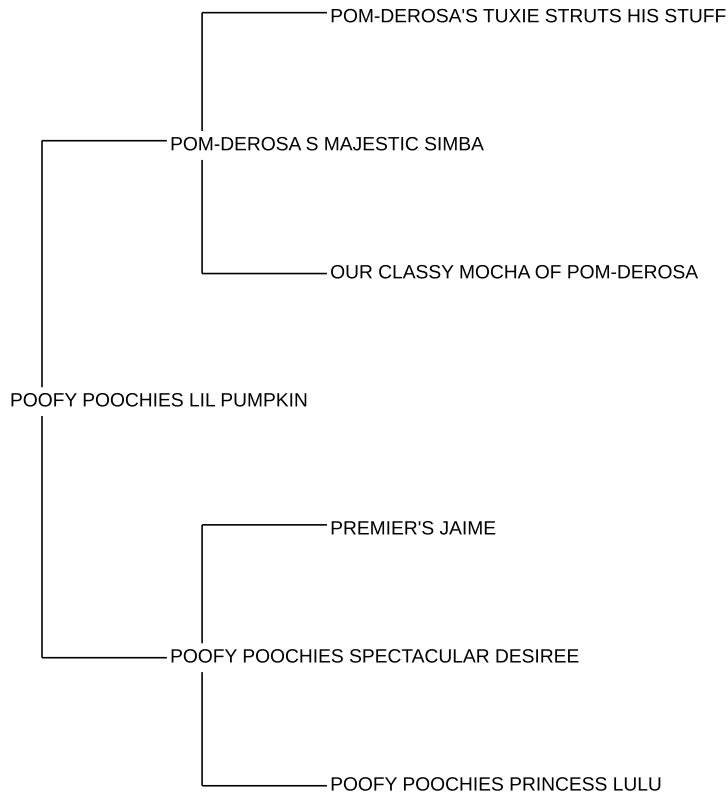 POM-DEROSA'S TUXIE STRUTS HIS STUFF
POM-DEROSA S MAJESTIC SIMBA
OUR CLASSY MOCHA OF POM-DEROSA
POOFY POOCHIES LIL PUMPKIN
PREMIER'S JAIME
POOFY POOCHIES SPECTACULAR DESIREE
POOFY POOCHIES PRINCESS LULU